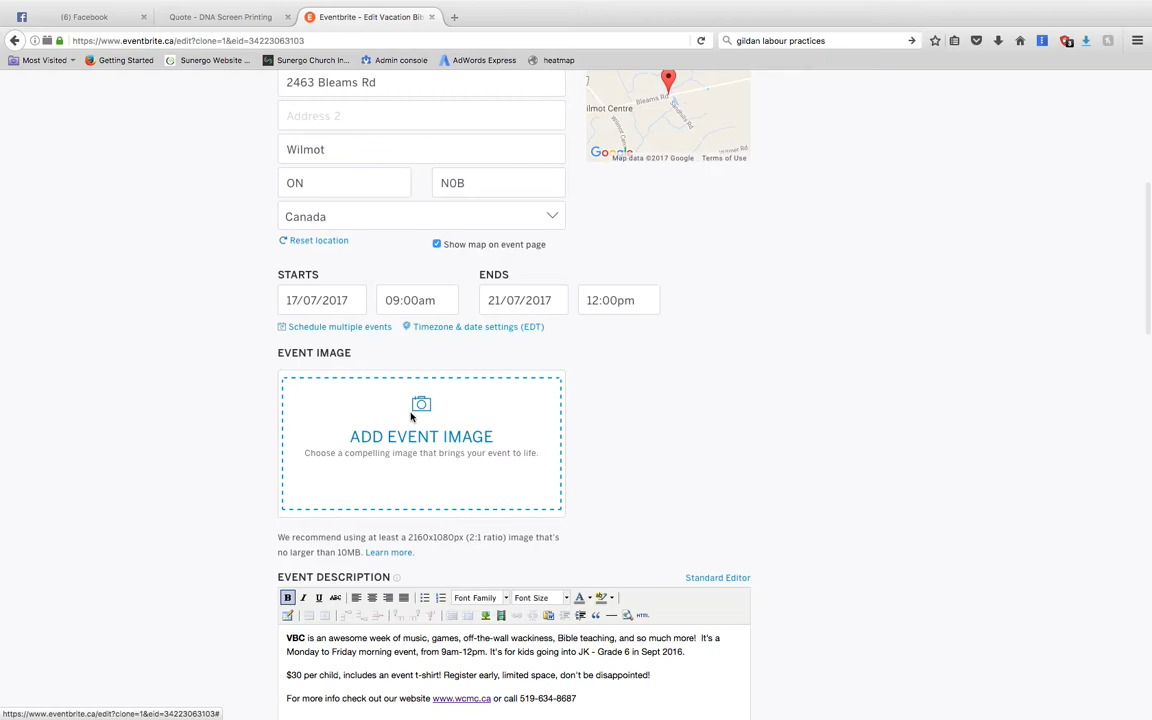 (6) Facebook
Quote - DNA Screen Printing
Eventbrite - Edit Vacation Bib
https://www.eventbrite.ca/edit?clone=1&eid=34223063103
gildan labour practices
Most Visited
Getting Started
Sunergo Website ...
Sunergo Church In...
Admin console
AdWords Express
heatmap
2463 Bleams Rd
Address 2
Wilmot
ON
N0B
Canada
Reset location
Show map on event page
Bleams Rd
Sandhills Rd
ilmot Centre
Google
Map data ©2017 Google
Terms of Use
STARTS
ENDS
17/07/2017
09:00am
21/07/2017
12:00pm
Schedule multiple events
Timezone & date settings (EDT)
EVENT IMAGE
ADD EVENT IMAGE
Choose a compelling image that brings your event to life.
We recommend using at least a 2160x1080px (2:1 ratio) image that's
no larger than 10MB. Learn more.
EVENT DESCRIPTION
Standard Editor
B I U ABC
Font Family
Font Size
A
HTML
VBC is an awesome week of music, games, off-the-wall wackiness, Bible teaching, and so much more! It's a
Monday to Friday morning event, from 9am-12pm. It's for kids going into JK - Grade 6 in Sept 2016.
$30 per child, includes an event t-shirt! Register early, limited space, don't be disappointed!
For more info check out our website www.wcmc.ca or call 519-634-8687
https://www.eventbrite.ca/edit?clone=1&eid=34223063103#